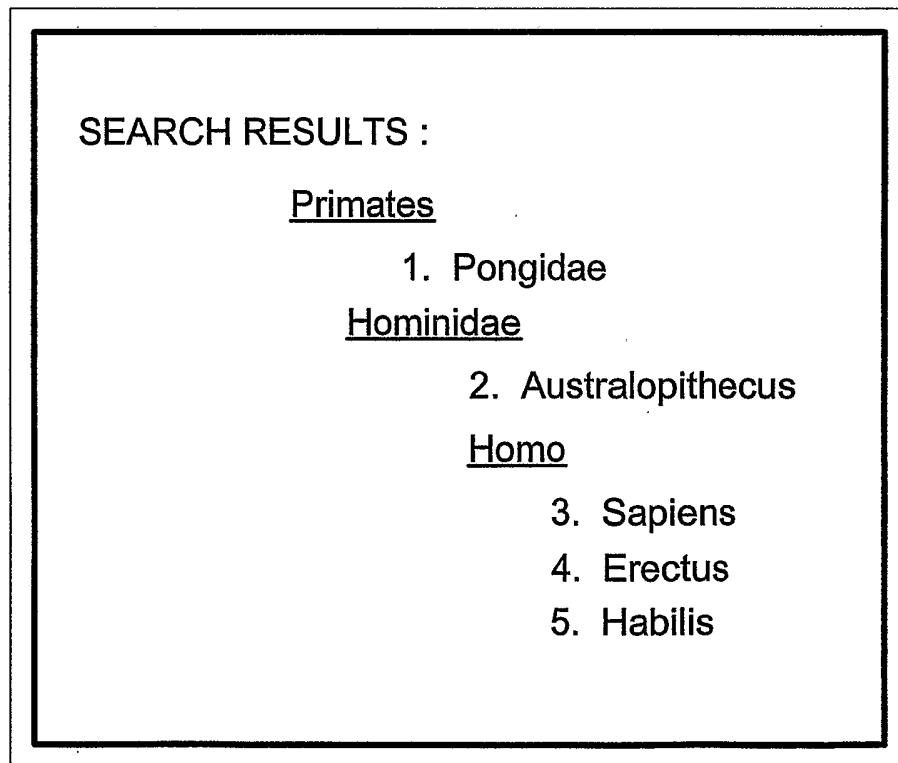 SEARCH RESULTS :
Primates
1. Pongidae
Hominidae
2. Australopithecus
Homo
3. Sapiens
4. Erectus
5. Habilis